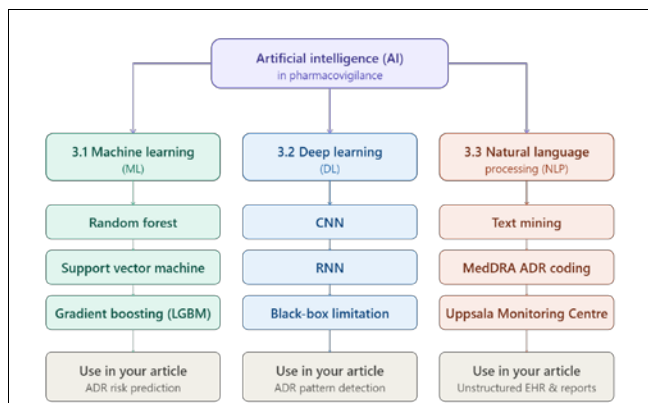 Artificial intelligence (AI)
in pharmacovigilance
3.1 Machine learning
(ML)
3.2 Deep learning
(DL)
3.3 Natural language
processing (NLP)
Random forest
CNN
Text mining
Support vector machine
RNN
MedDRA ADR coding
Gradient boosting (LGBM)
Black-box limitation
Uppsala Monitoring Centre
Use in your article
ADR risk prediction
Use in your article
ADR pattern detection
Use in your article
Unstructured EHR & reports